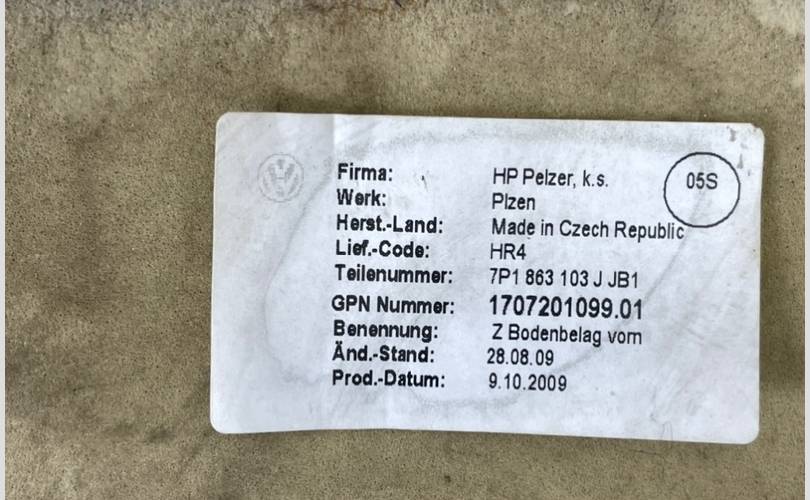 Firma: HP Pelzer, k.s. 05S
Werk: Plzen
Herst.-Land: Made in Czech Republic
Lief.-Code: HR4
Teilenummer: 7P1 863 103 J JB1
GPN Nummer: 1707201099.01
Benennung: Z Bodenbelag vorn
Änd.-Stand: 28.08.09
Prod.-Datum: 9.10.2009